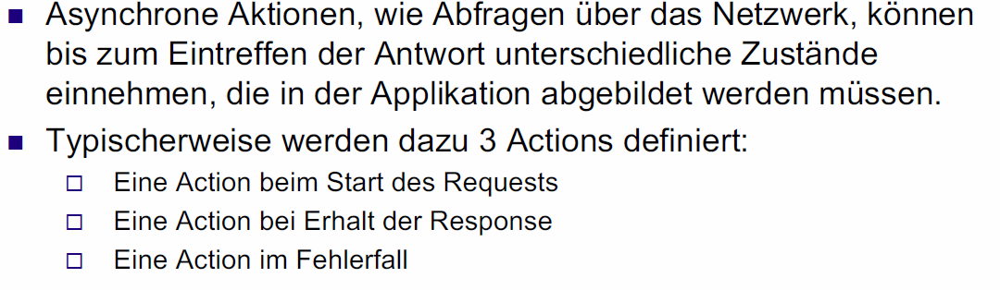 Asynchrone Aktionen, wie Abfragen über das Netzwerk, können
bis zum Eintreffen der Antwort unterschiedliche Zustände
einnehmen, die in der Applikation abgebildet werden müssen.
Typischerweise werden dazu 3 Actions definiert:
Eine Action beim Start des Requests
Eine Action bei Erhalt der Response
Eine Action im Fehlerfall